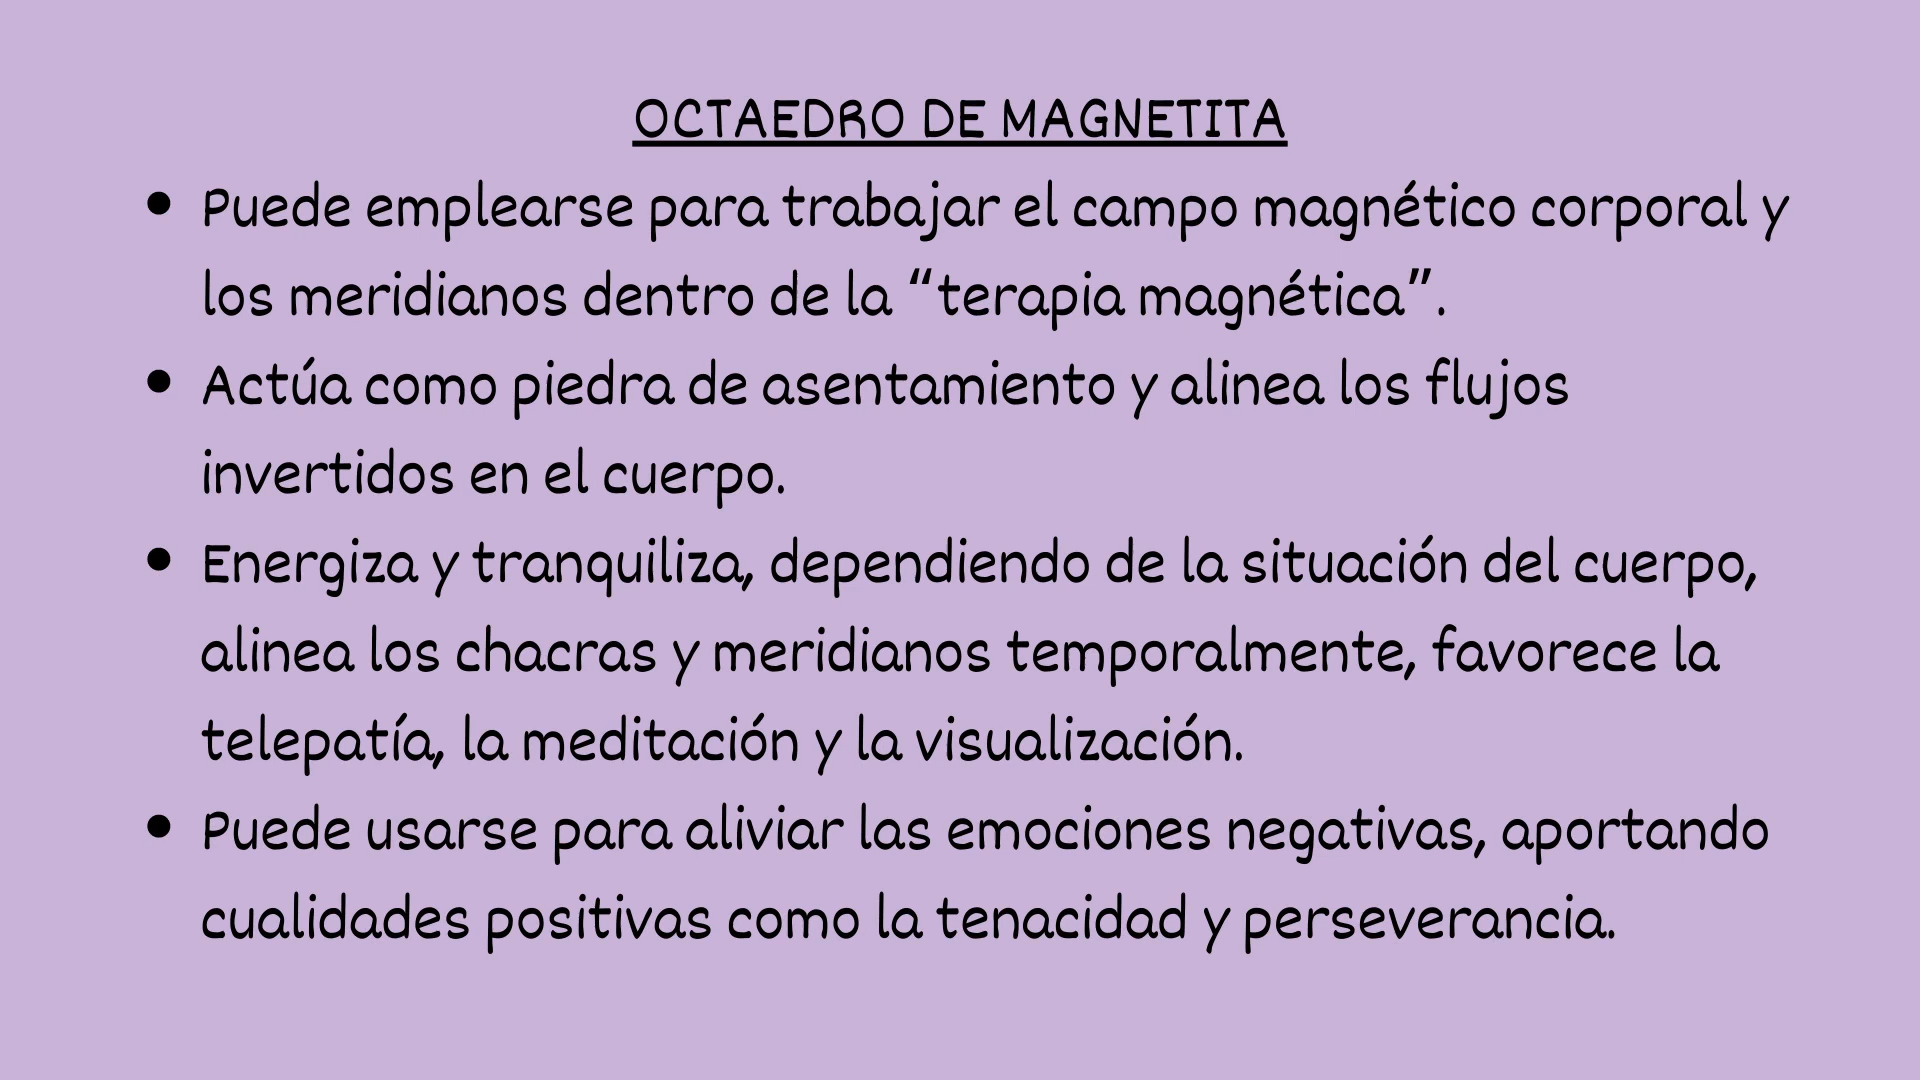 OCTAEDRO DE MAGNETITA
• Puede emplearse para trabajar el campo magnético corporal y
los meridianos dentro de la “terapia magnética”.
• Actúa como piedra de asentamiento y alinea los flujos
invertidos en el cuerpo.
• Energiza y tranquiliza, dependiendo de la situación del cuerpo,
alinea los chacras y meridianos temporalmente, favorece la
telepatía, la meditación y la visualización.
• Puede usarse para aliviar las emociones negativas, aportando
cualidades positivas como la tenacidad y perseverancia.